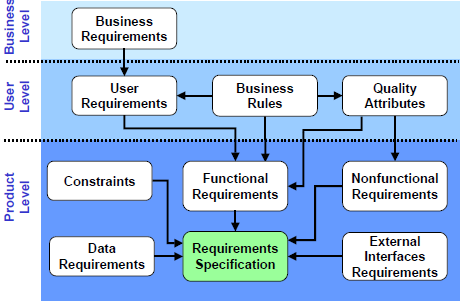 Business
Level
Business
Requirements
User
Level
User
Requirements
Business
Rules
Quality
Attributes
Product
Level
Constraints
Functional
Requirements
Nonfunctional
Requirements
Data
Requirements
Requirements
Specification
External
Interfaces
Requirements